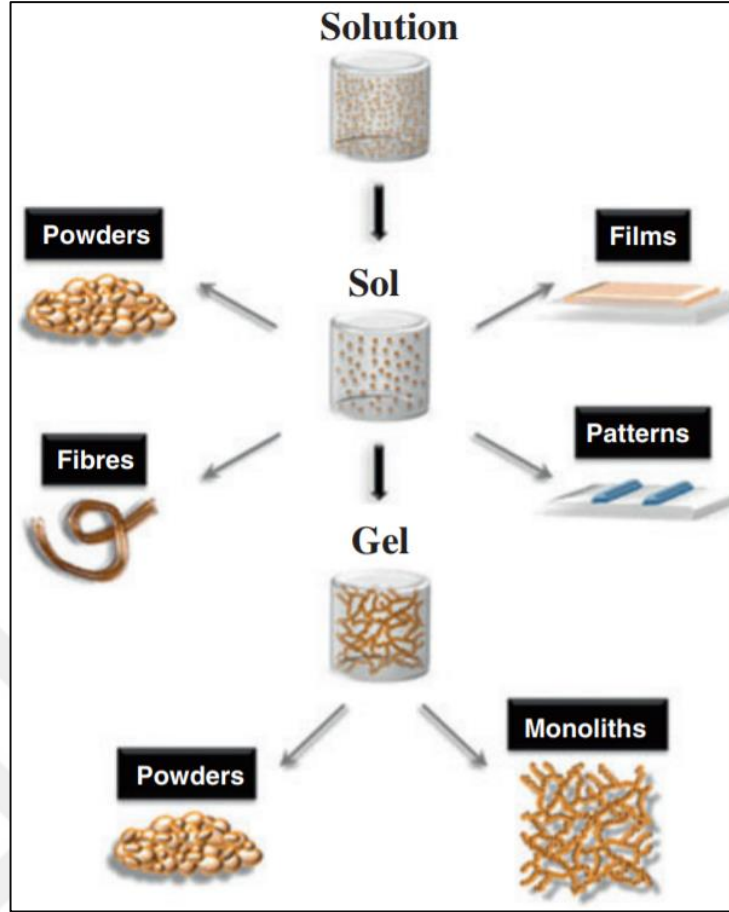 Solution
Powders
Films
Sol
Fibres
Patterns
Gel
Monoliths
Powders